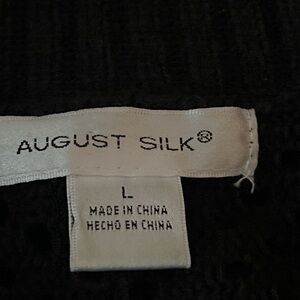 AUGUST SILK®
L
MADE IN CHINA
HECHO EN CHINA